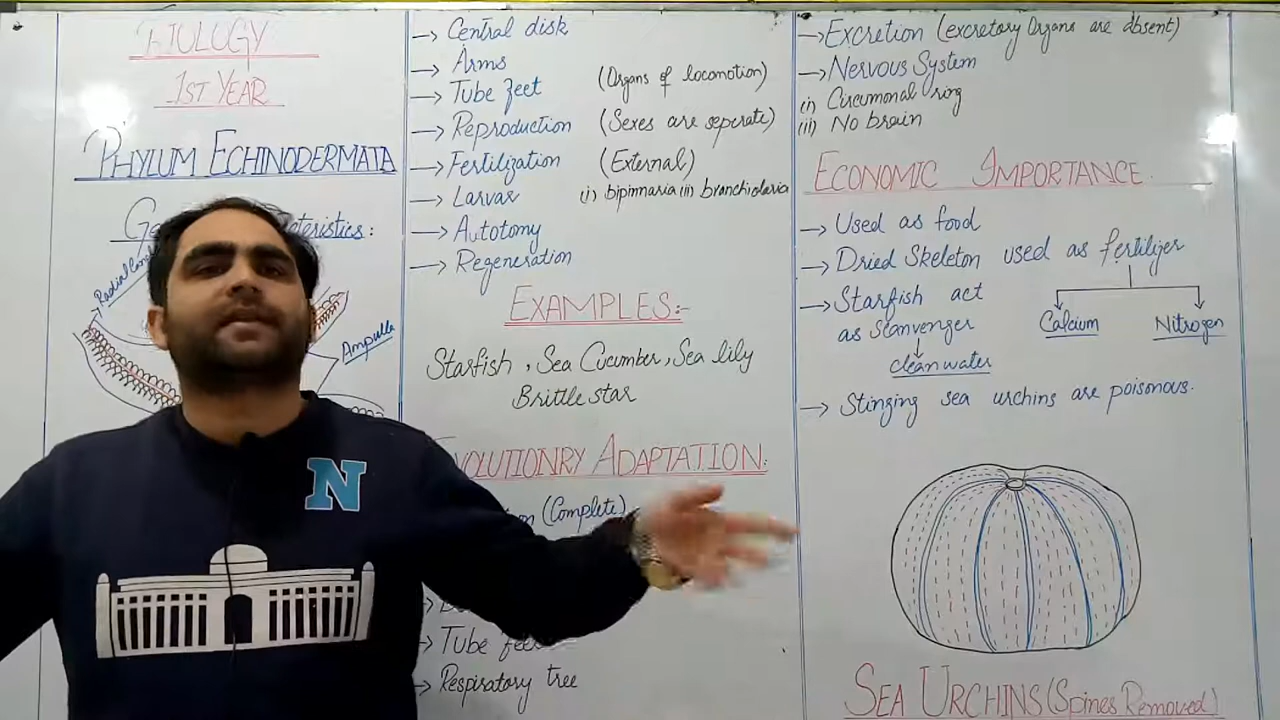 BIOLOGY
1ST YEAR
PHYLUM ECHINODERMATA
Ampulla
N
→ Central disk
→ Arms
→ Tube feet (Organs of locomotion)
→ Reproduction (Sexes are seperate)
→ Fertilization (External)
→ Larvae (i) bipinnaria (ii) branchiolaria
→ Autotomy
→ Regeneration
EXAMPLES:-
Starfish, Sea Cucumber, Sea lily
Brittle star
ADAPTATION:
(Complete)
→ Tube feet
→ Respiratory tree
→ Excretion (excretory Organs are absent)
→ Nervous System
(i) Circumonal ring
(ii) No brain
ECONOMIC IMPORTANCE
→ Used as food
→ Dried Skeleton used as fertilizer
Calcium Nitrogen
→ Starfish act
as Scanvenger
clean water
→ Stinging sea urchins are poisonous.
SEA URCHINS (Spines Removed)